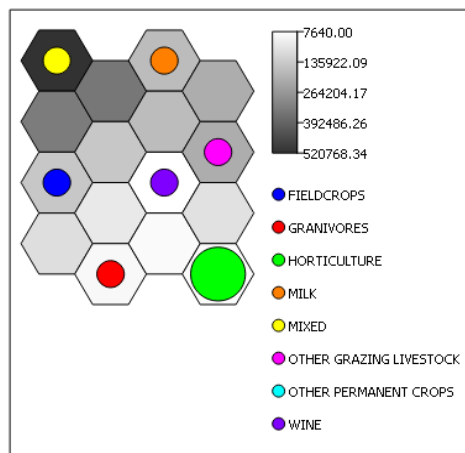 7640.00
135922.09
264204.17
392486.26
520768.34
FIELDCROPS
GRANIVORES
HORTICULTURE
MILK
MIXED
OTHER GRAZING LIVESTOCK
OTHER PERMANENT CROPS
WINE